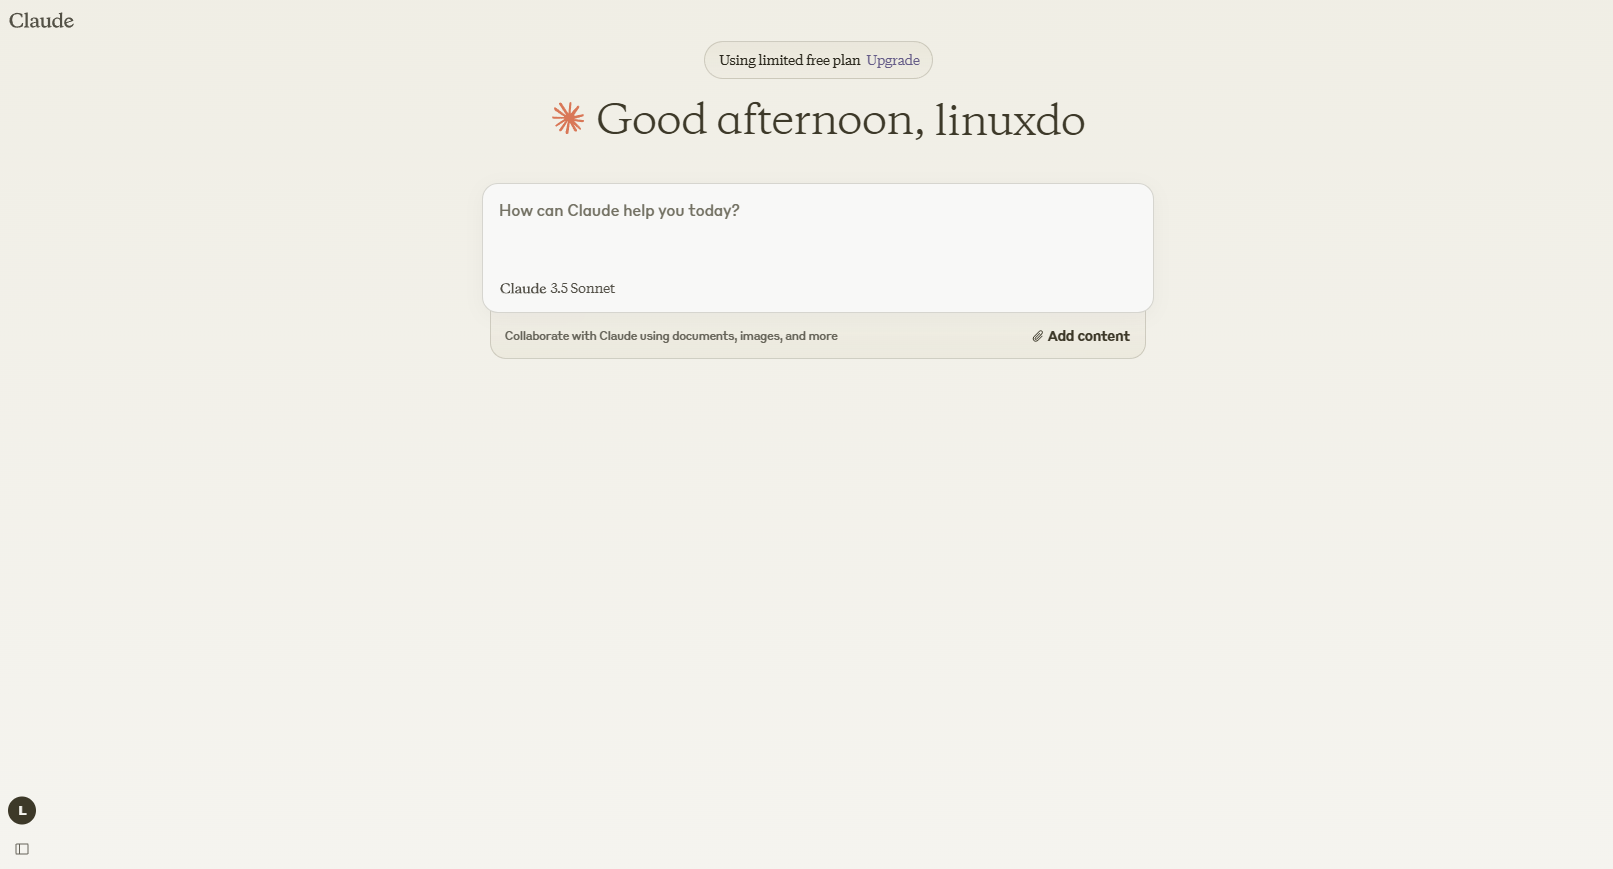 Claude
Using limited free plan Upgrade
Good afternoon, linuxdo
How can Claude help you today?
Claude 3.5 Sonnet
Collaborate with Claude using documents, images, and more
Add content
L